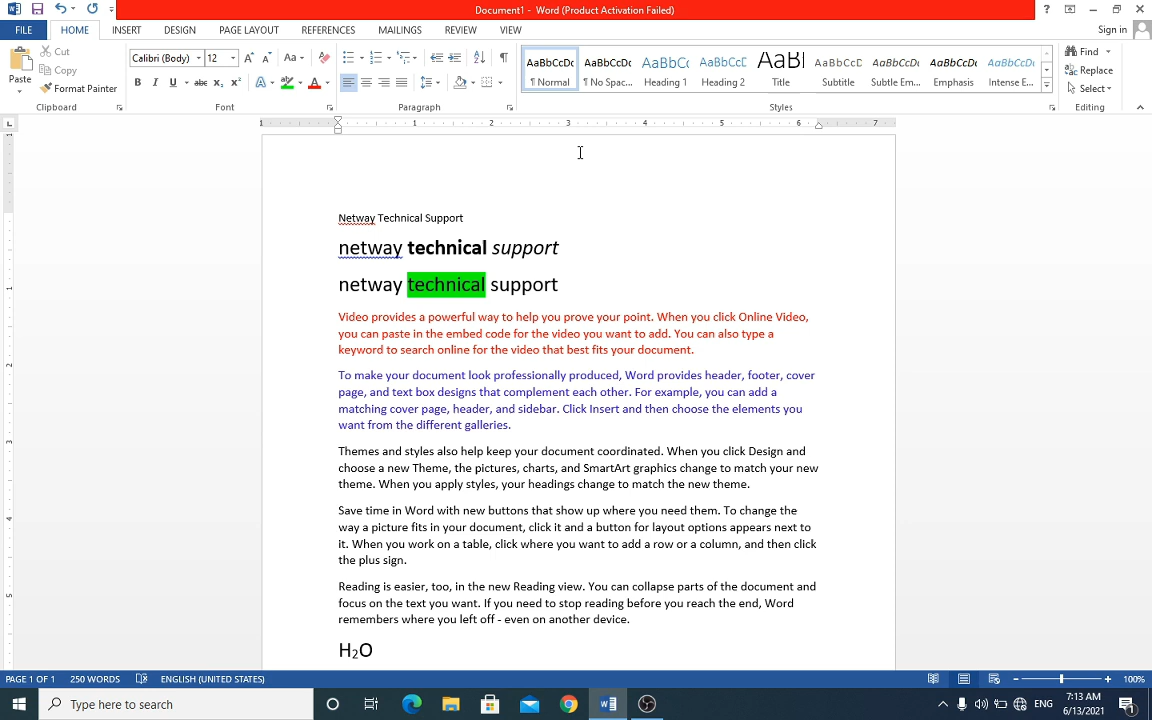 Document1 - Word (Product Activation Failed)
Sign in
FILE HOME INSERT DESIGN PAGE LAYOUT REFERENCES MAILINGS REVIEW VIEW
Paste
Cut
Copy
Format Painter
Clipboard
Calibri (Body) 12
Font
Paragraph
AaBbCcDc AaBbCcDc AaBbCc AaBbCcC AaBl AaBbCcD AaBbCcDc AaBbCcDc AaBbCcDc
¶ Normal ¶ No Spac... Heading 1 Heading 2 Title Subtitle Subtle Em... Emphasis Intense E...
Styles
Find
Replace
Select
Editing
1 1 2 3 4 5 6 7
Netway Technical Support
netway technical support
netway technical support
Video provides a powerful way to help you prove your point. When you click Online Video,
you can paste in the embed code for the video you want to add. You can also type a
keyword to search online for the video that best fits your document.
To make your document look professionally produced, Word provides header, footer, cover
page, and text box designs that complement each other. For example, you can add a
matching cover page, header, and sidebar. Click Insert and then choose the elements you
want from the different galleries.
Themes and styles also help keep your document coordinated. When you click Design and
choose a new Theme, the pictures, charts, and SmartArt graphics change to match your new
theme. When you apply styles, your headings change to match the new theme.
Save time in Word with new buttons that show up where you need them. To change the
way a picture fits in your document, click it and a button for layout options appears next to
it. When you work on a table, click where you want to add a row or a column, and then click
the plus sign.
Reading is easier, too, in the new Reading view. You can collapse parts of the document and
focus on the text you want. If you need to stop reading before you reach the end, Word
remembers where you left off - even on another device.
H₂O
PAGE 1 OF 1 250 WORDS ENGLISH (UNITED STATES) 100%
Type here to search
ENG
7:13 AM
6/13/2021